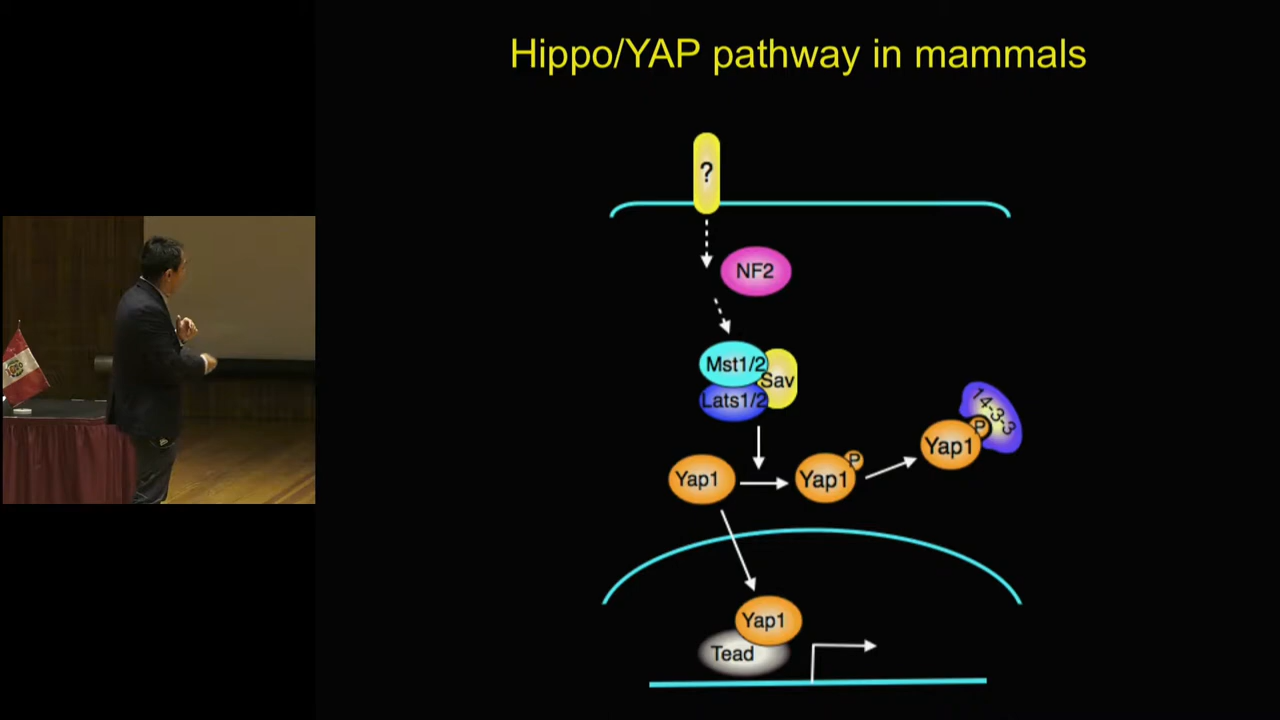 Hippo/YAP pathway in mammals
?
NF2
Mst1/2
Sav
Lats1/2
14-3-3
P
Yap1
P
Yap1
Yap1
Yap1
Tead